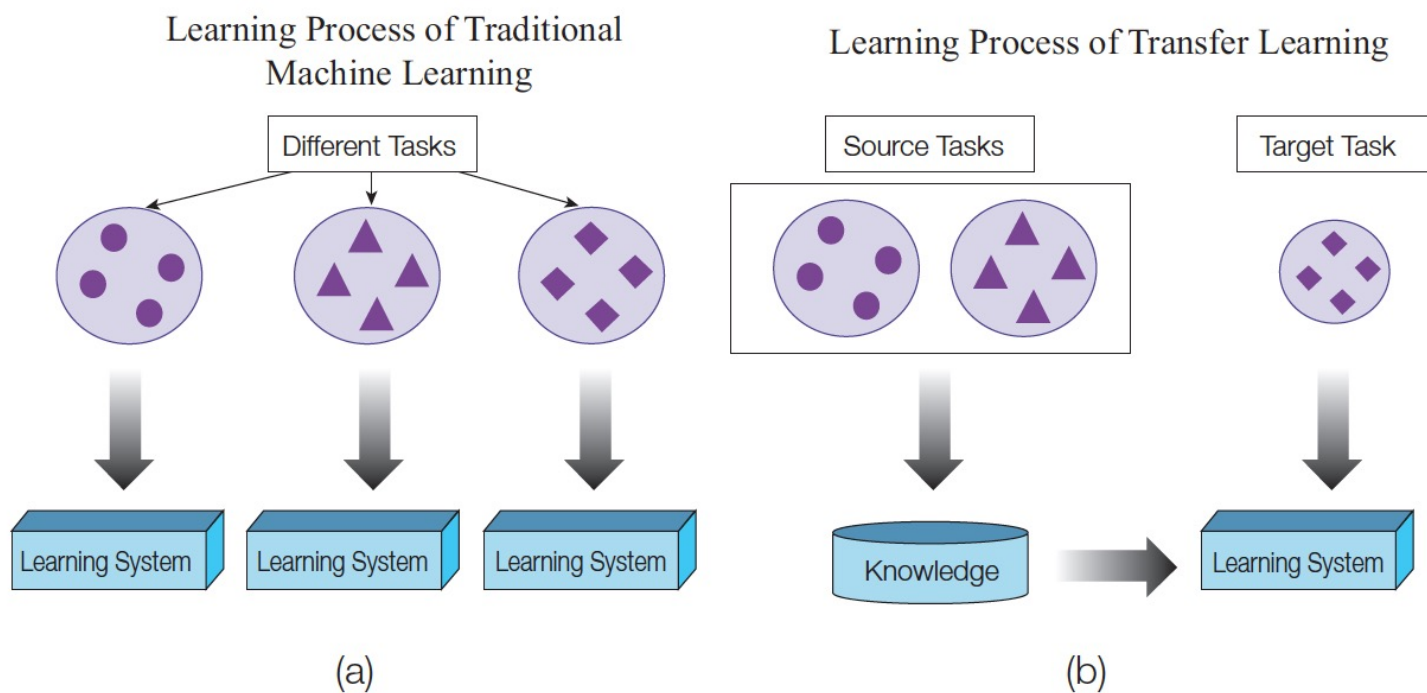 Learning Process of Traditional
Machine Learning
Different Tasks
Learning System
Learning System
Learning System
(a)
Learning Process of Transfer Learning
Source Tasks
Target Task
Knowledge
Learning System
(b)